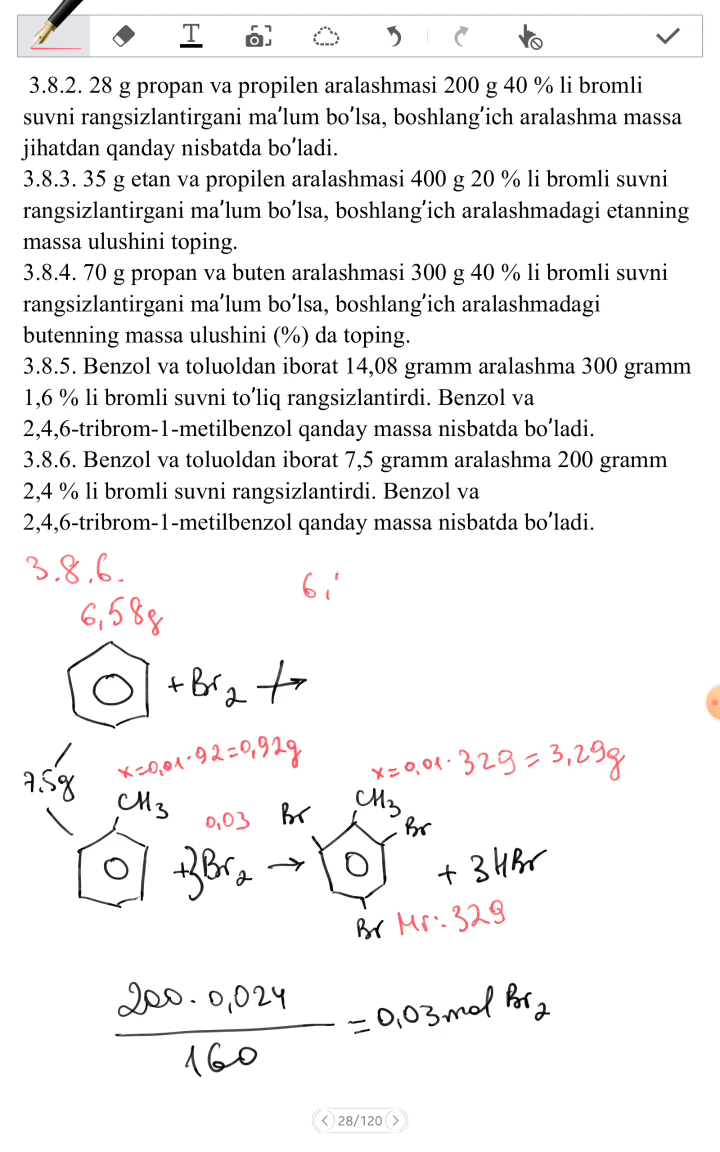 T
3.8.2. 28 g propan va propilen aralashmasi 200 g 40 % li bromli
suvni rangsizlantirgani ma′lum bo′lsa, boshlang′ich aralashma massa
jihatdan qanday nisbatda bo′ladi.
3.8.3. 35 g etan va propilen aralashmasi 400 g 20 % li bromli suvni
rangsizlantirgani ma′lum bo′lsa, boshlang′ich aralashmadagi etanning
massa ulushini toping.
3.8.4. 70 g propan va buten aralashmasi 300 g 40 % li bromli suvni
rangsizlantirgani ma′lum bo′lsa, boshlang′ich aralashmadagi
butenning massa ulushini (%) da toping.
3.8.5. Benzol va toluoldan iborat 14,08 gramm aralashma 300 gramm
1,6 % li bromli suvni to′liq rangsizlantirdi. Benzol va
2,4,6-tribrom-1-metilbenzol qanday massa nisbatda bo′ladi.
3.8.6. Benzol va toluoldan iborat 7,5 gramm aralashma 200 gramm
2,4 % li bromli suvni rangsizlantirdi. Benzol va
2,4,6-tribrom-1-metilbenzol qanday massa nisbatda bo′ladi.
3.8.6.
6,
6,58g
+ Br2
x=0,01·92=0,92g
x=0,01·329=3,29g
7,5g
CH3
0,03
Br
CH3
Br
+3Br2 →
+ 3HBr
Br Mr: 329
200·0,024
160
=0,03mol Br2
28/120